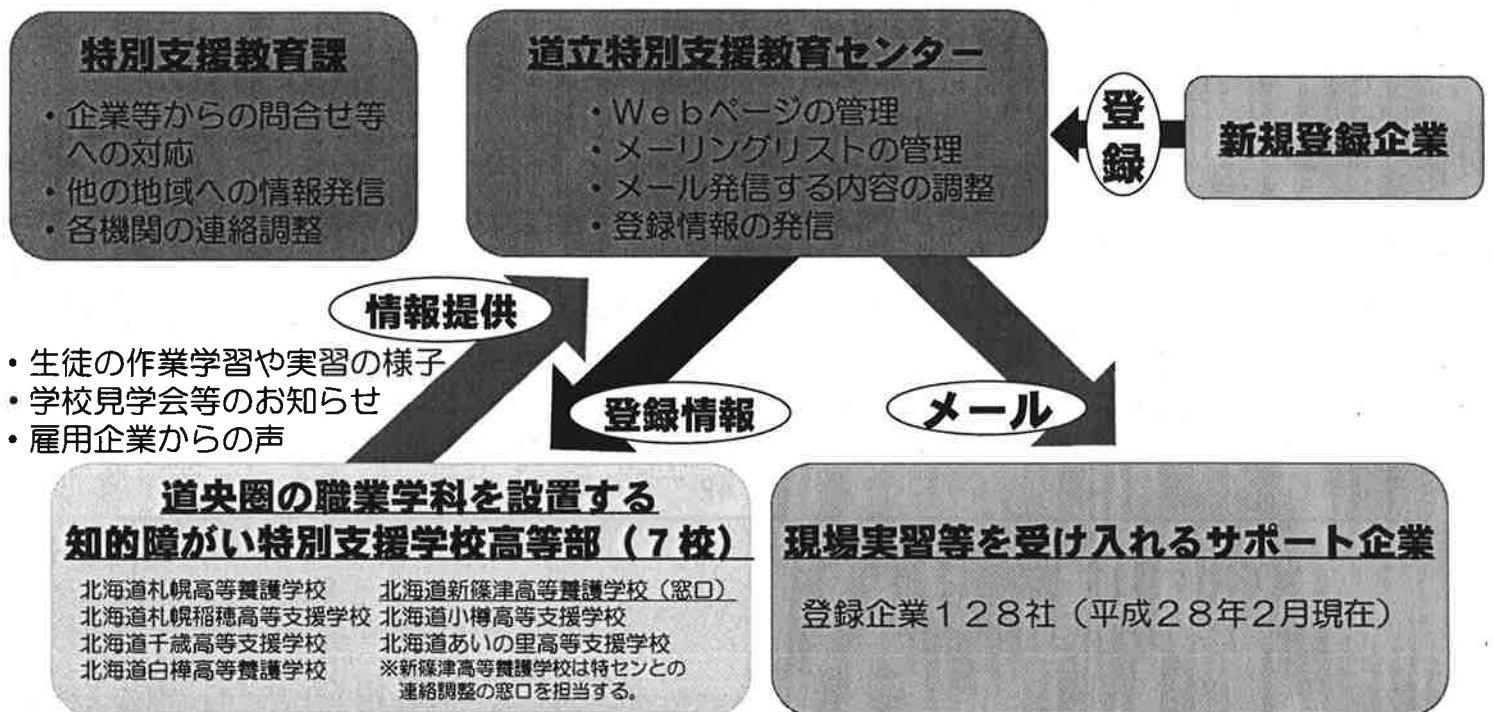 特別支援教育課
・企業等からの問合せ等
への対応
・他の地域への情報発信
・各機関の連絡調整
道立特別支援教育センター
・Ｗｅｂページの管理
・メーリングリストの管理
・メール発信する内容の調整
・登録情報の発信
登録
新規登録企業
情報提供
・生徒の作業学習や実習の様子
・学校見学会等のお知らせ
・雇用企業からの声
登録情報
メール
道央圏の職業学科を設置する
知的障がい特別支援学校高等部（７校）
北海道札幌高等養護学校
北海道札幌稲穂高等支援学校
北海道千歳高等支援学校
北海道白樺高等養護学校
北海道新篠津高等養護学校（窓口）
北海道小樽高等支援学校
北海道あいの里高等支援学校
※新篠津高等養護学校は特センとの
連絡調整の窓口を担当する。
現場実習等を受け入れるサポート企業
登録企業１２８社（平成２８年２月現在）